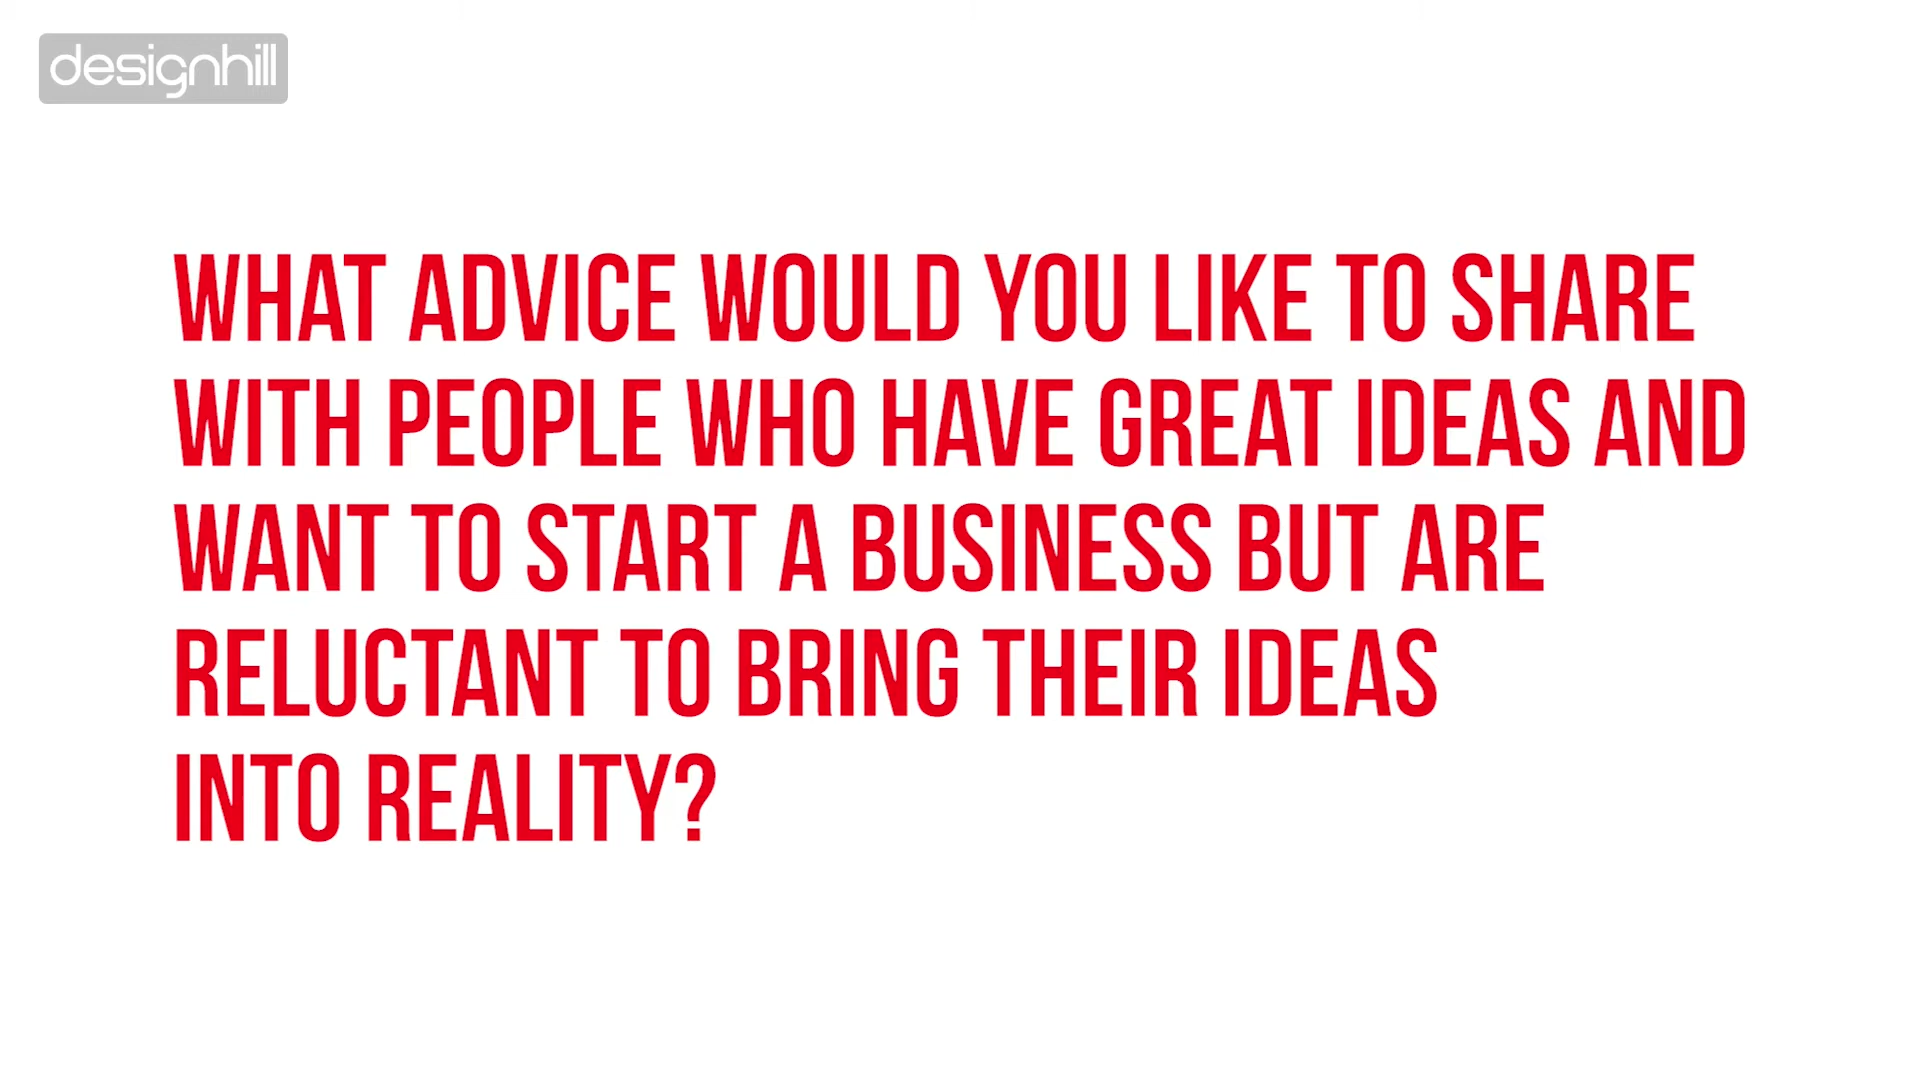 designhill
WHAT ADVICE WOULD YOU LIKE TO SHARE
WITH PEOPLE WHO HAVE GREAT IDEAS AND
WANT TO START A BUSINESS BUT ARE
RELUCTANT TO BRING THEIR IDEAS
INTO REALITY?